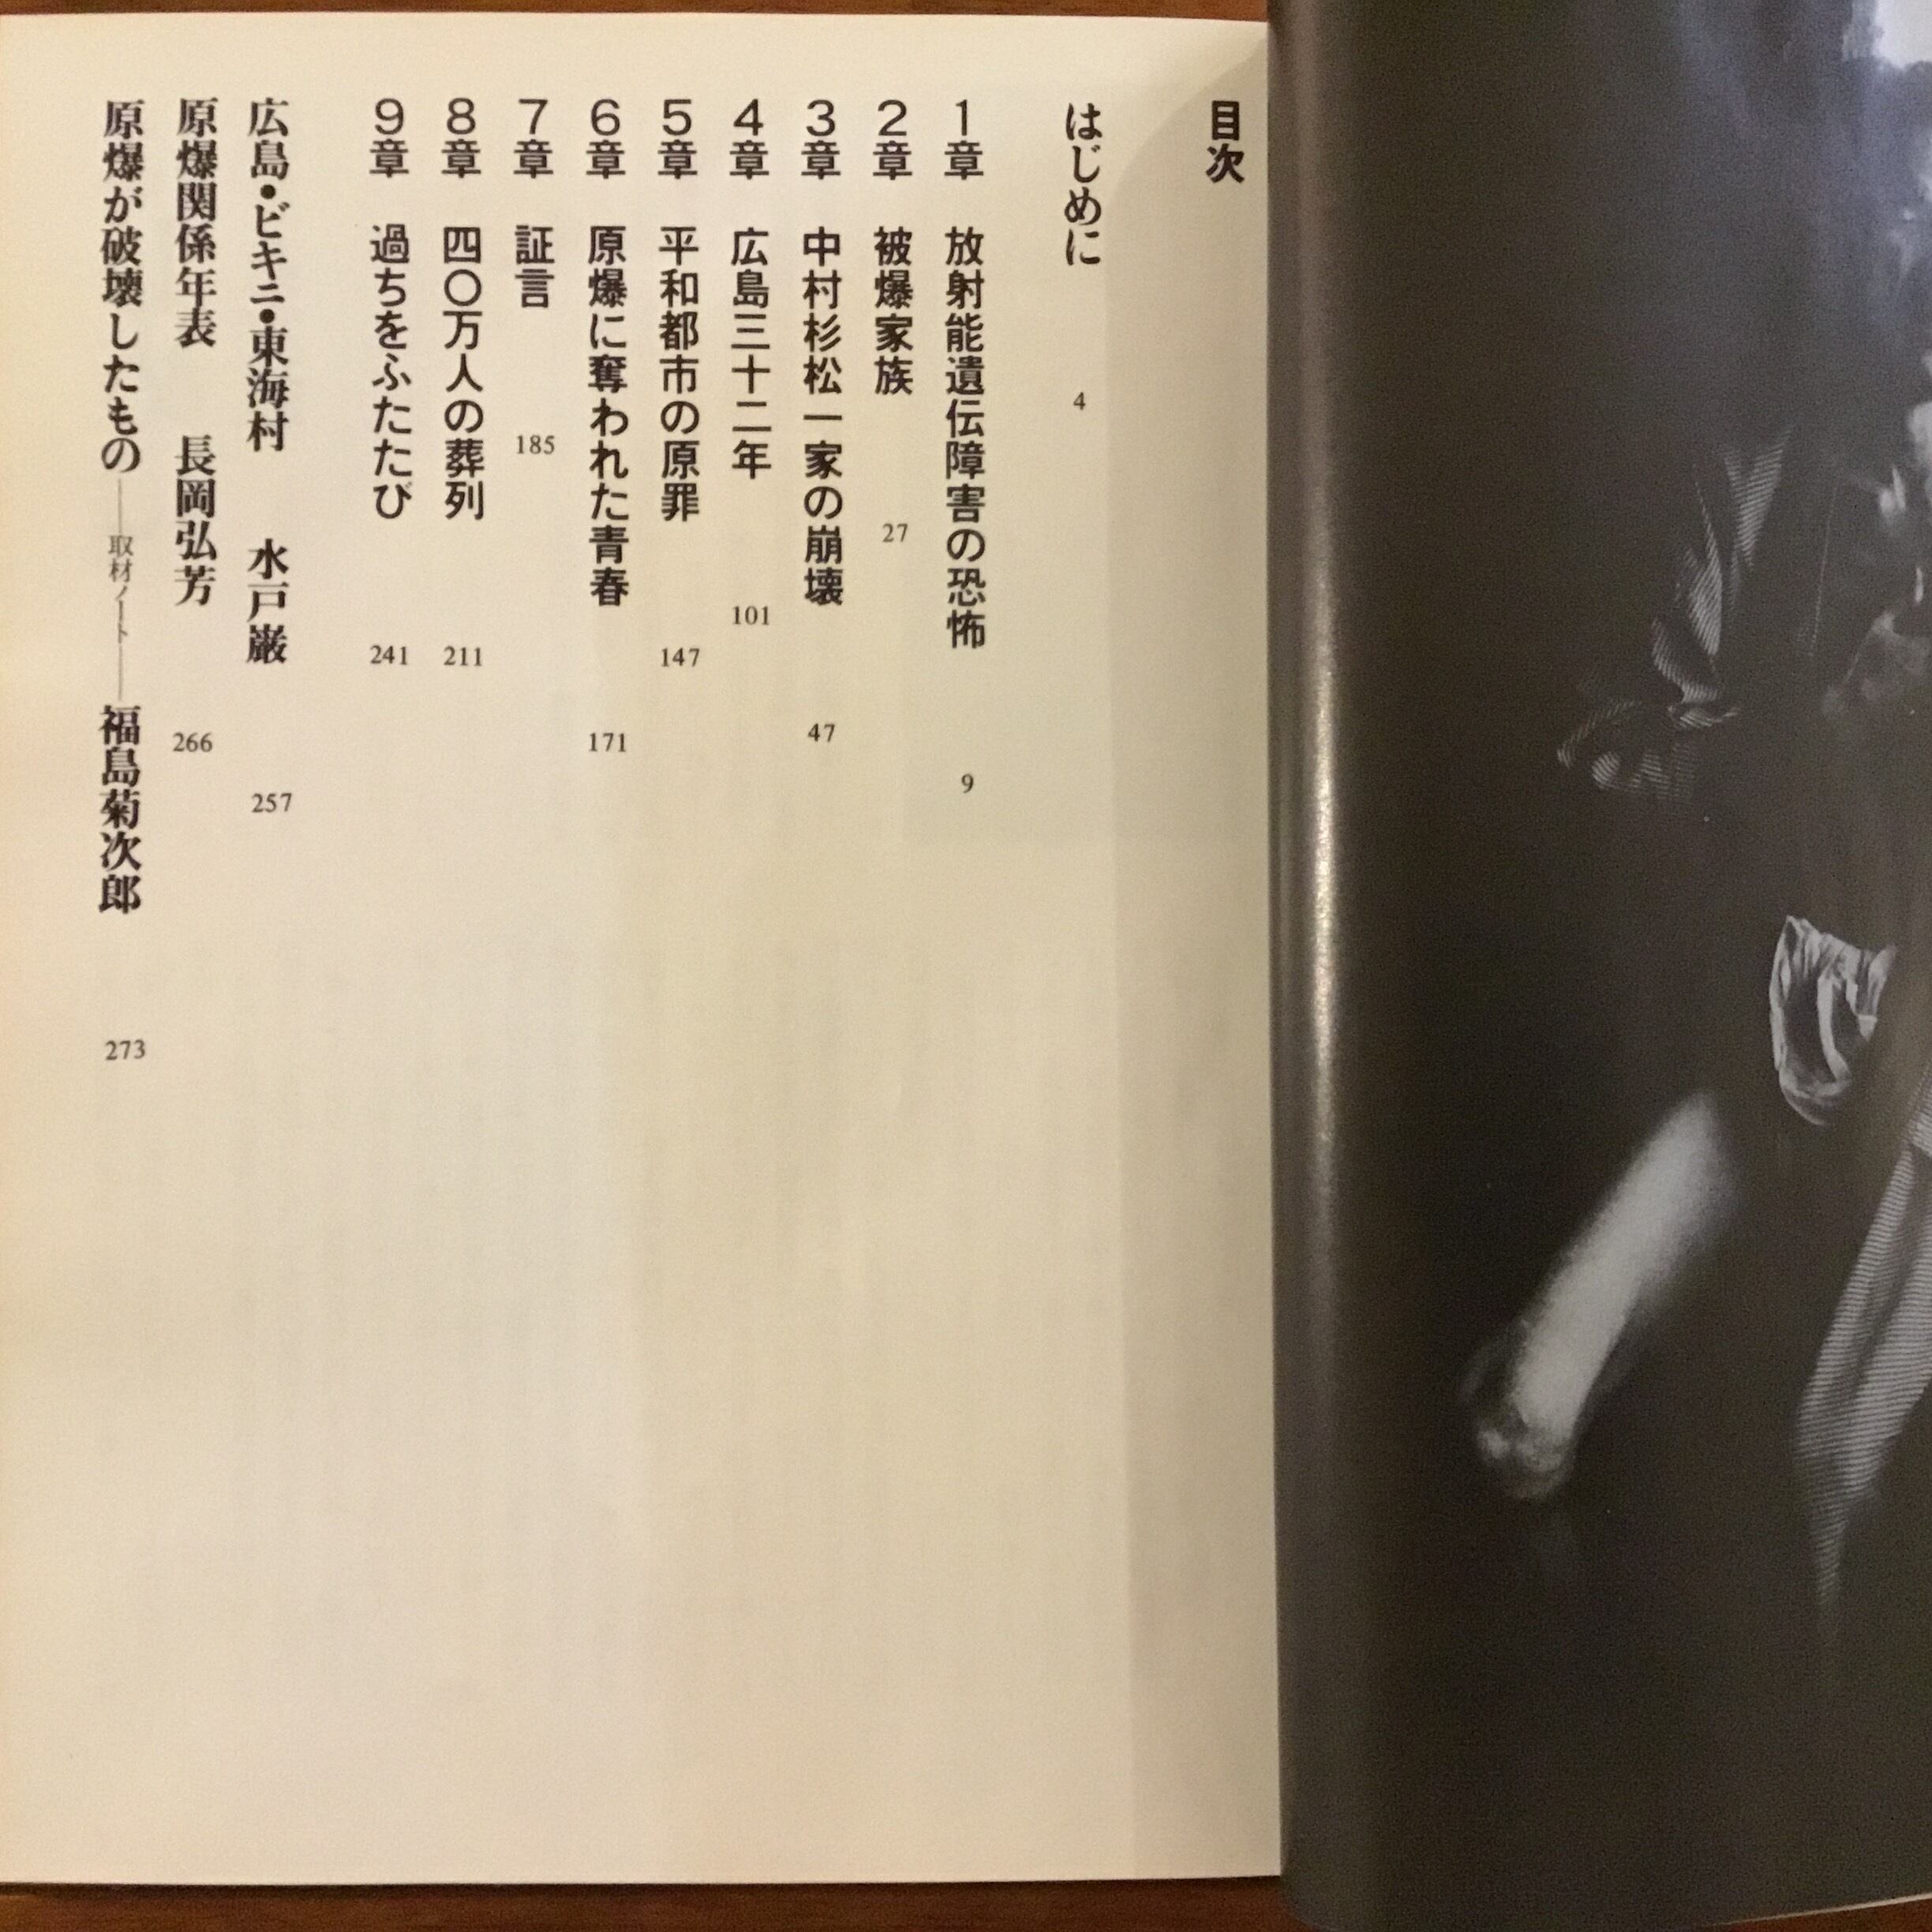 目次
はじめに 4
1章 放射能遺伝障害の恐怖 9
2章 被爆家族 27
3章 中村杉松一家の崩壊 47
4章 広島三十二年 101
5章 平和都市の原罪 147
6章 原爆に奪われた青春 171
7章 証言 185
8章 四〇万人の葬列 211
9章 過ちをふたたび 241
広島・ビキニ・東海村 水戸巌 257
原爆関係年表 長岡弘芳 266
原爆が破壊したもの——取材ノート—— 福島菊次郎 273